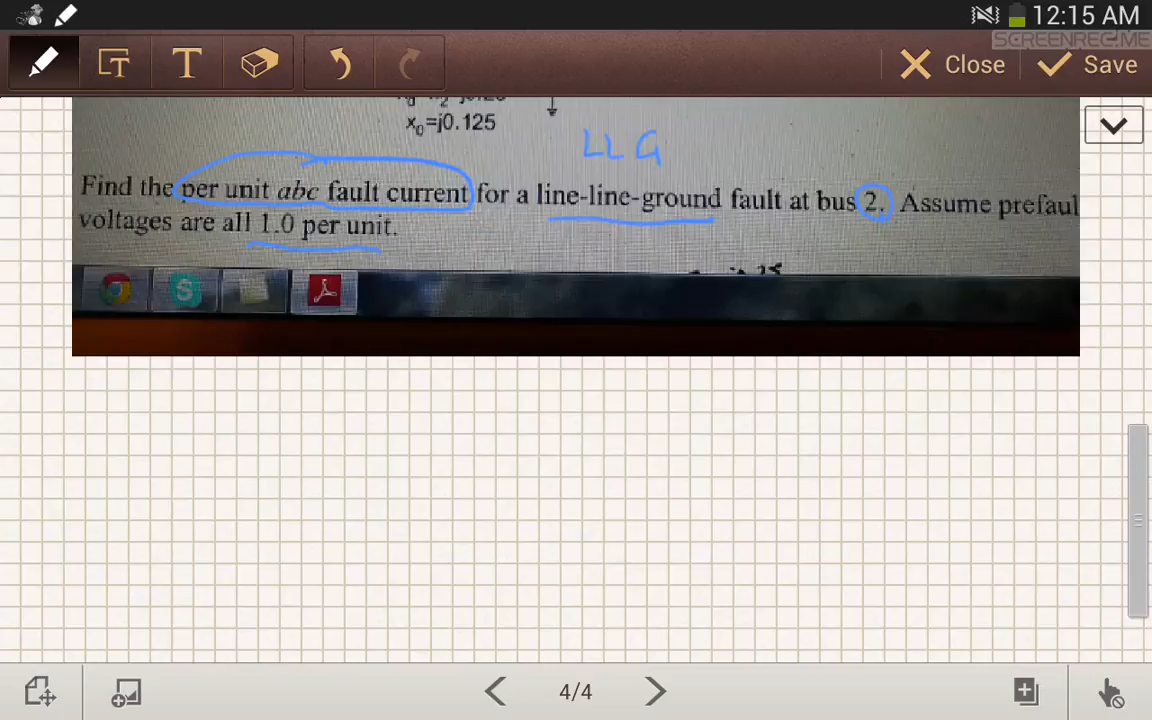 12:15 AM
SCREENREC.ME
T
T
Close
Save
x₀=j0.125
LLG
Find the per unit abc fault current for a line-line-ground fault at bus 2. Assume prefaul
voltages are all 1.0 per unit.
S
4/4